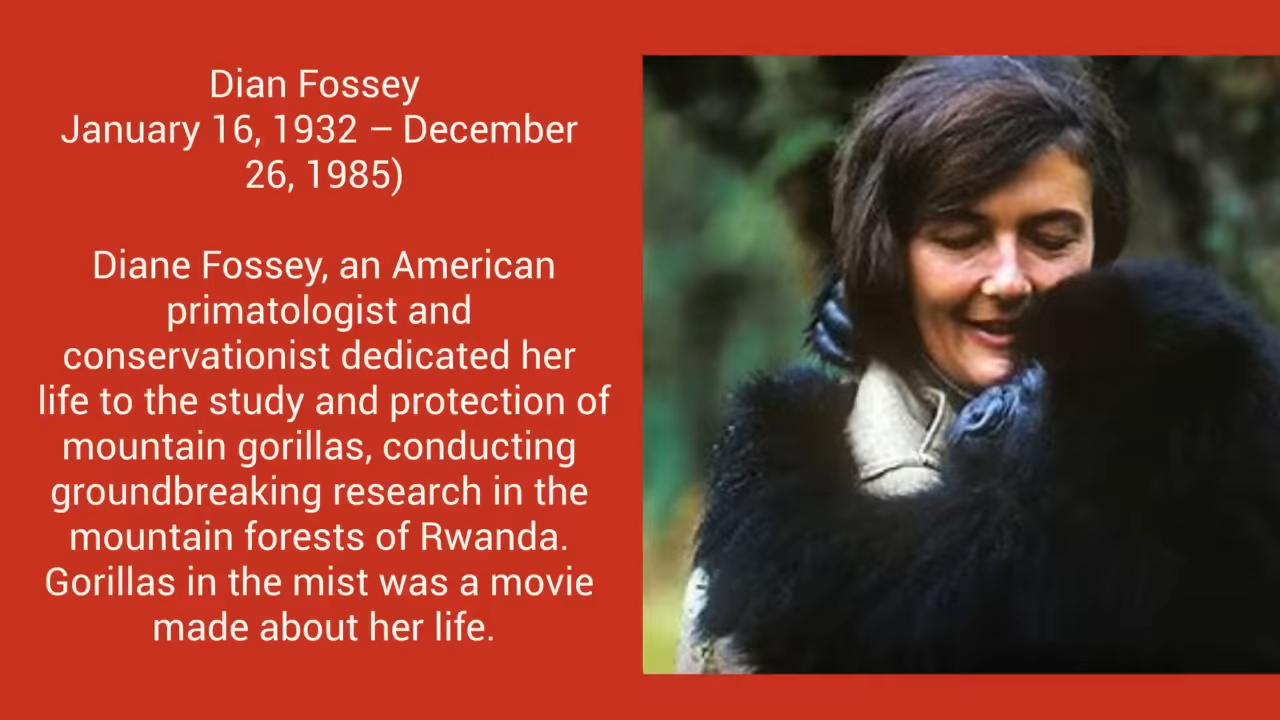 Dian Fossey
January 16, 1932 – December
26, 1985)
Diane Fossey, an American
primatologist and
conservationist dedicated her
life to the study and protection of
mountain gorillas, conducting
groundbreaking research in the
mountain forests of Rwanda.
Gorillas in the mist was a movie
made about her life.